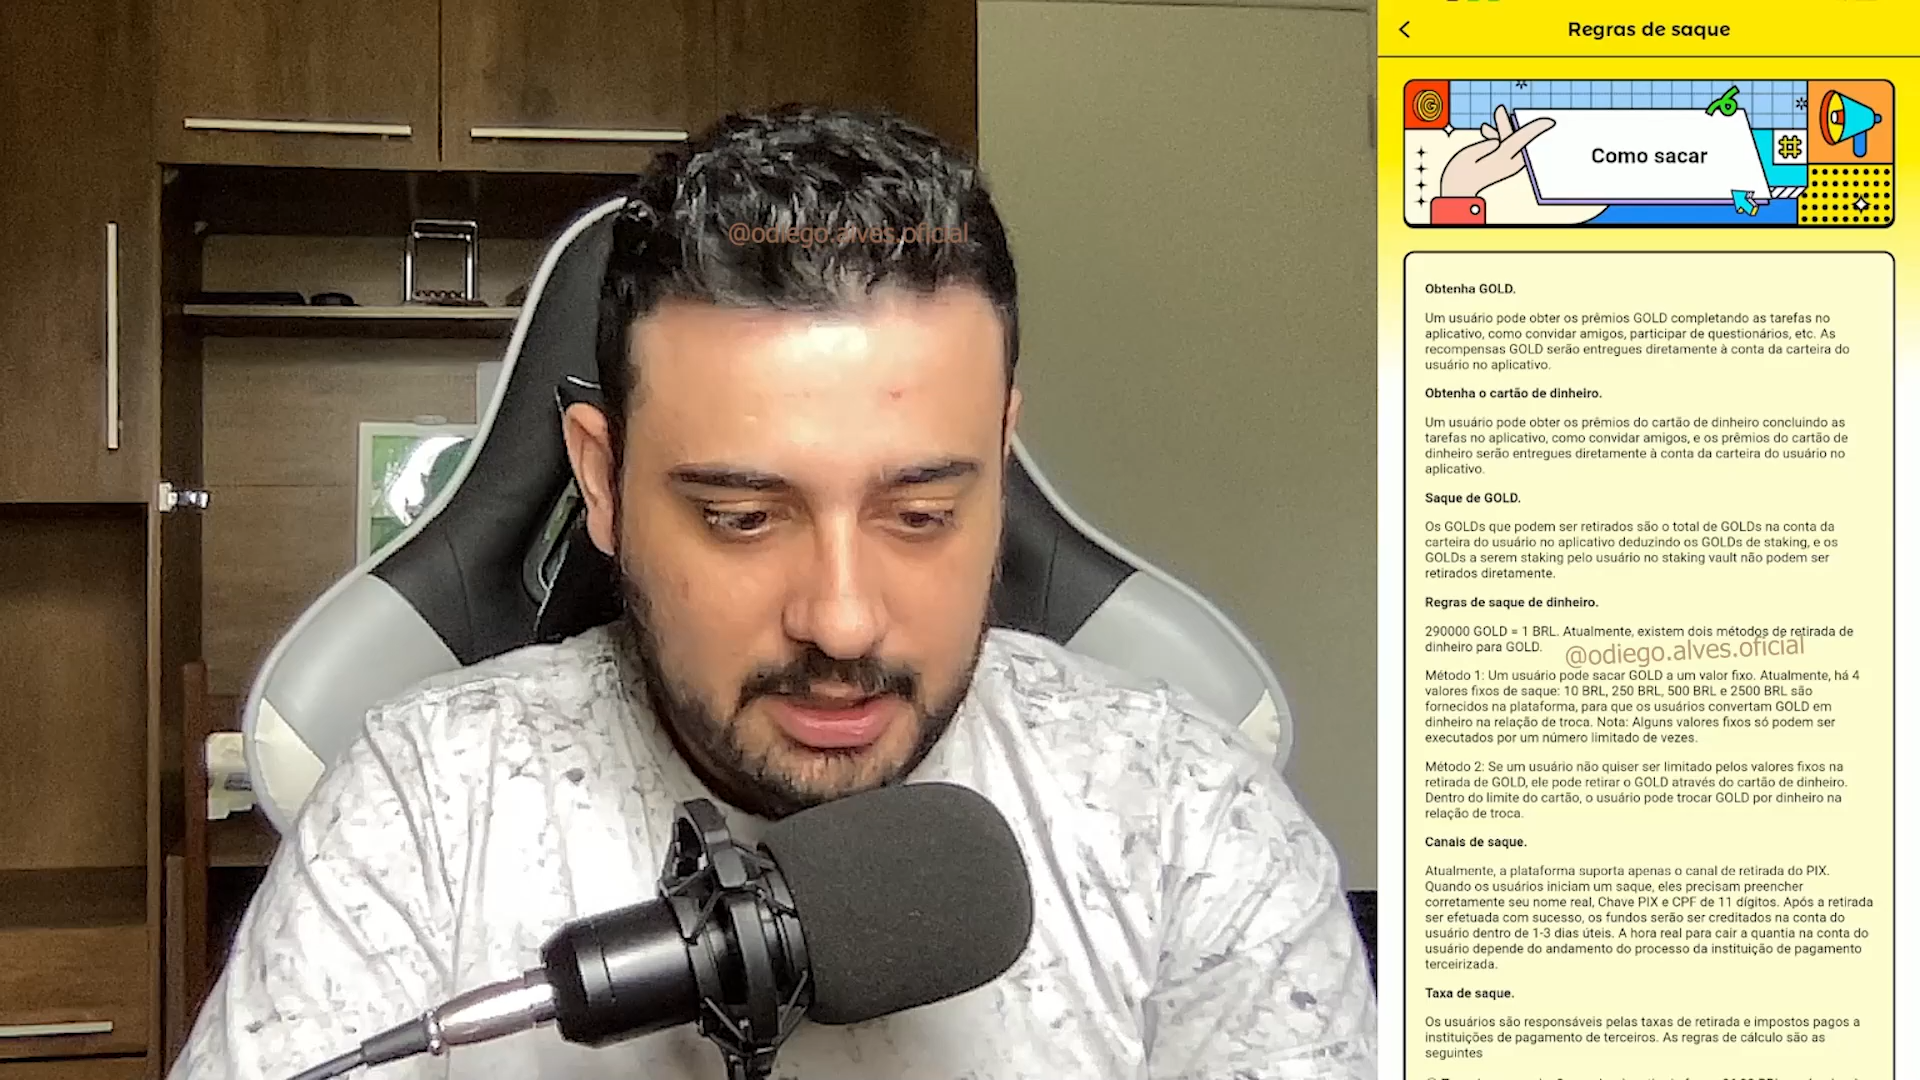 Regras de saque
Como sacar
@odiego.alves.oficial
Obtenha GOLD.
Um usuário pode obter os prêmios GOLD completando as tarefas no
aplicativo, como convidar amigos, participar de questionários, etc. As
recompensas GOLD serão entregues diretamente à conta da carteira do
usuário no aplicativo.
Obtenha o cartão de dinheiro.
Um usuário pode obter os prêmios do cartão de dinheiro concluindo as
tarefas no aplicativo, como convidar amigos, e os prêmios do cartão de
dinheiro serão entregues diretamente à conta da carteira do usuário no
aplicativo.
Saque de GOLD.
Os GOLDs que podem ser retirados são o total de GOLDs na conta da
carteira do usuário no aplicativo deduzindo os GOLDs de staking, e os
GOLDs a serem staking pelo usuário no staking vault não podem ser
retirados diretamente.
Regras de saque de dinheiro.
290000 GOLD = 1 BRL. Atualmente, existem dois métodos de retirada de
dinheiro para GOLD.
@odiego.alves.oficial
Método 1: Um usuário pode sacar GOLD a um valor fixo. Atualmente, há 4
valores fixos de saque: 10 BRL, 250 BRL, 500 BRL e 2500 BRL são
fornecidos na plataforma, para que os usuários convertam GOLD em
dinheiro na relação de troca. Nota: Alguns valores fixos só podem ser
executados por um número limitado de vezes.
Método 2: Se um usuário não quiser ser limitado pelos valores fixos na
retirada de GOLD, ele pode retirar o GOLD através do cartão de dinheiro.
Dentro do limite do cartão, o usuário pode trocar GOLD por dinheiro na
relação de troca.
Canais de saque.
Atualmente, a plataforma suporta apenas o canal de retirada do PIX.
Quando os usuários iniciam um saque, eles precisam preencher
corretamente seu nome real, Chave PIX e CPF de 11 dígitos. Após a retirada
ser efetuada com sucesso, os fundos serão ser creditados na conta do
usuário dentro de 1-3 dias úteis. A hora real para cair a quantia na conta do
usuário depende do andamento do processo da instituição de pagamento
terceirizada.
Taxa de saque.
Os usuários são responsáveis pelas taxas de retirada e impostos pagos a
instituições de pagamento de terceiros. As regras de cálculo são as
seguintes